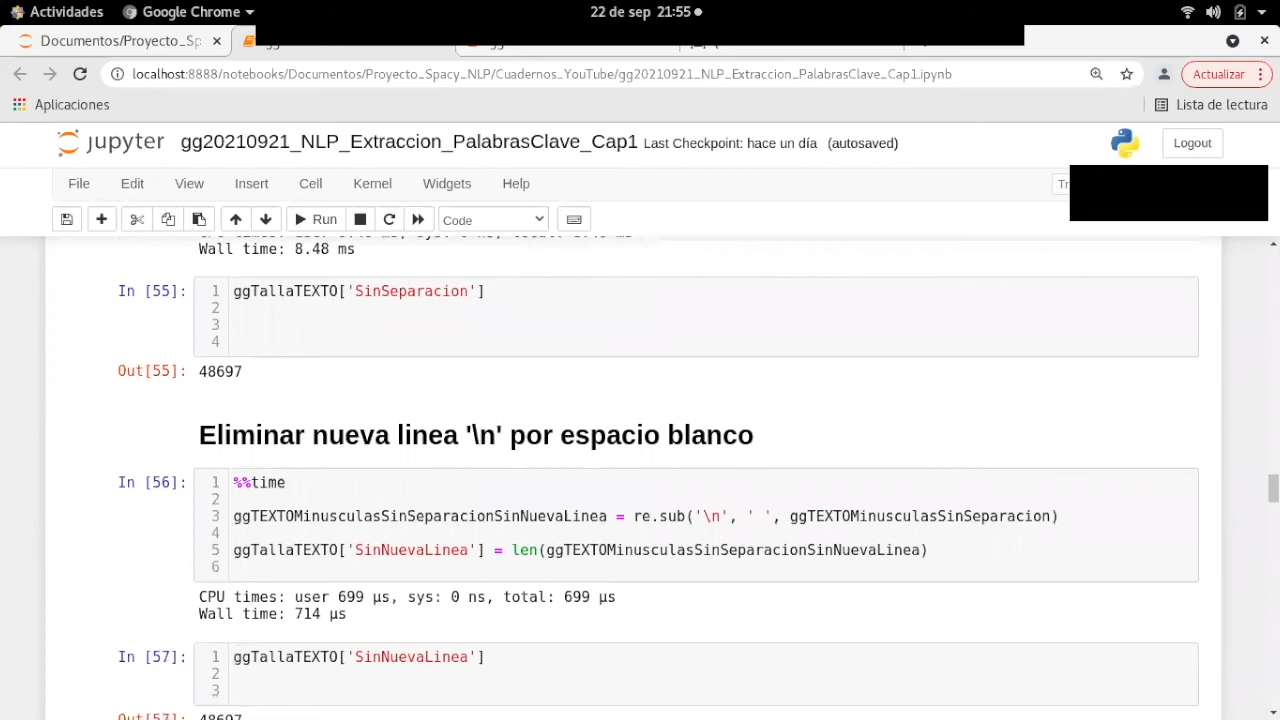 Actividades Google Chrome 22 de sep 21:55
Documentos/Proyecto_Sp
localhost:8888/notebooks/Documentos/Proyecto_Spacy_NLP/Cuadernos_YouTube/gg20210921_NLP_Extraccion_PalabrasClave_Cap1.ipynb Actualizar
Aplicaciones Lista de lectura
jupyter gg20210921_NLP_Extraccion_PalabrasClave_Cap1 Last Checkpoint: hace un día (autosaved) Logout
File Edit View Insert Cell Kernel Widgets Help
Run Code
Wall time: 8.48 ms
In [55]: 1 ggTallaTEXTO['SinSeparacion']
2
3
4
Out[55]: 48697
Eliminar nueva linea '\n' por espacio blanco
In [56]: 1 %%time
2
3 ggTEXTOMinusculasSinSeparacionSinNuevaLinea = re.sub('\n', ' ', ggTEXTOMinusculasSinSeparacion)
4
5 ggTallaTEXTO['SinNuevaLinea'] = len(ggTEXTOMinusculasSinSeparacionSinNuevaLinea)
6
CPU times: user 699 µs, sys: 0 ns, total: 699 µs
Wall time: 714 µs
In [57]: 1 ggTallaTEXTO['SinNuevaLinea']
2
3
Out[57]: 48697